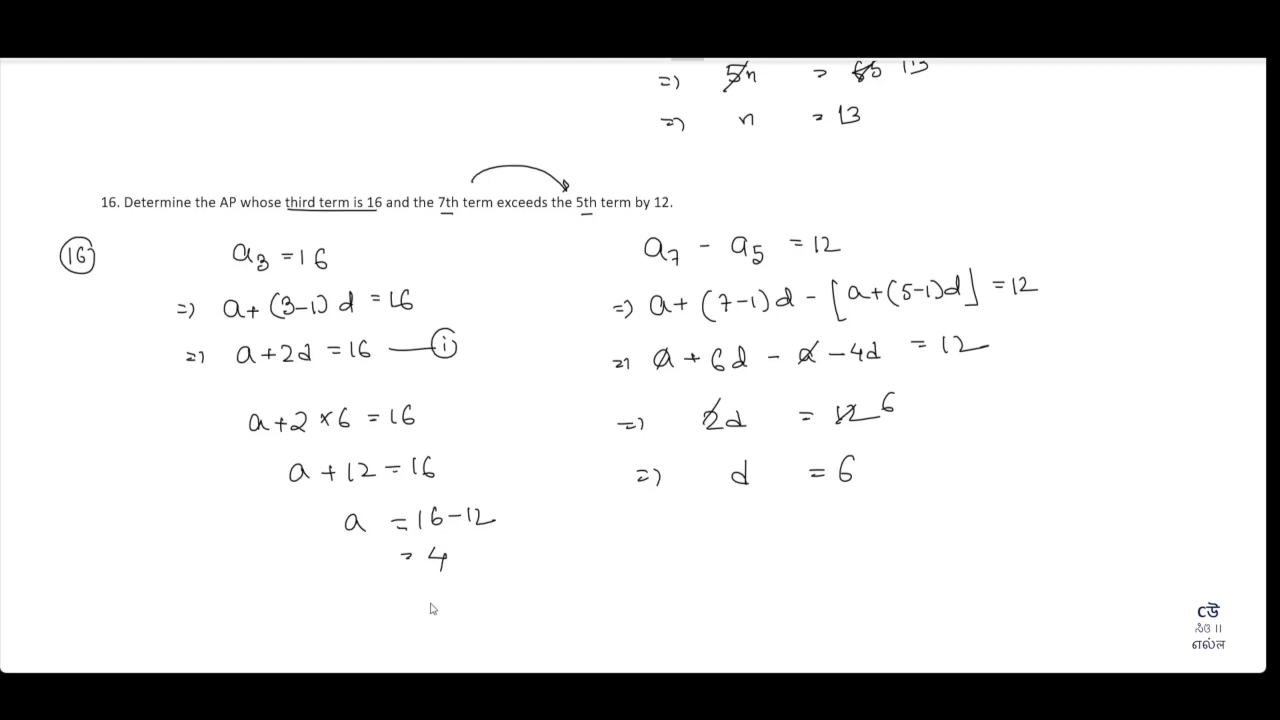 =) 5n = 65 13
=) n = 13
16. Determine the AP whose third term is 16 and the 7th term exceeds the 5th term by 12.
16
a₃ = 16
=) a + (3-1) d = 16
=) a + 2d = 16 — i
a + 2 × 6 = 16
a + 12 = 16
a = 16 - 12
= 4
a₇ - a₅ = 12
=) a + (7-1)d - [a + (5-1)d] = 12
=) a + 6d - a - 4d = 12
=) 2d = 12 6
=) d = 6
எல்ல